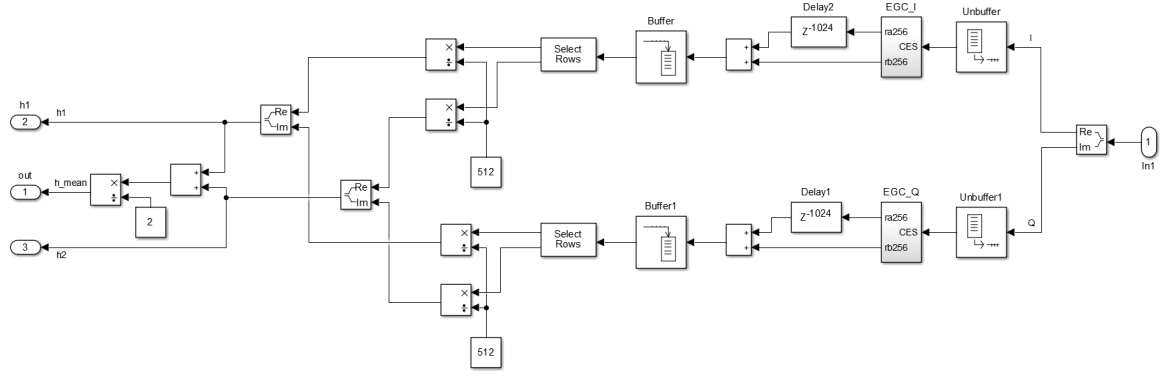 Delay2
EGC_I
Unbuffer
Buffer
Z-1024
ra256
CES
rb256
I
+
+
Select
Rows
×
÷
×
÷
512
h1
2
h1
Re
Im
Re
Im
1
In1
out
1
h_mean
×
÷
2
+
+
Re
Im
3
h2
Delay1
EGC_Q
Unbuffer1
Buffer1
Z-1024
ra256
CES
rb256
Q
+
+
Select
Rows
×
÷
×
÷
512